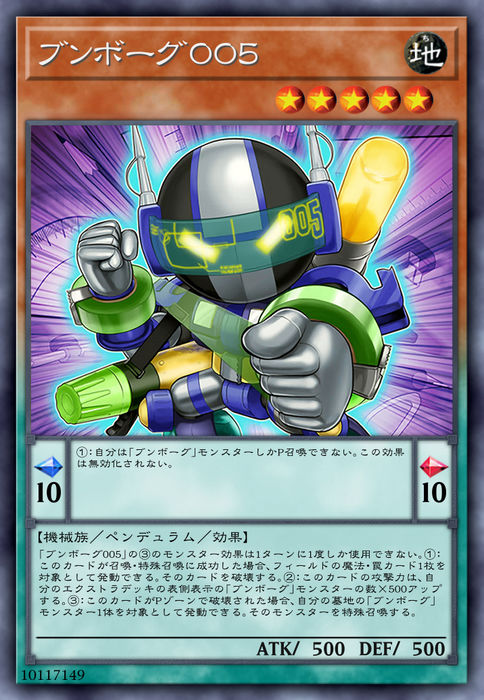 ブンボーグ005
ち
地
005
①:自分は「ブンボーグ」モンスターしかP召喚できない。この効果
は無効化されない。
10
10
【機械族/ペンデュラム/効果】
「ブンボーグ005」の③のモンスター効果は1ターンに1度しか使用できない。①:
このカードが召喚・特殊召喚に成功した場合、フィールドの魔法・罠カード1枚を
対象として発動できる。そのカードを破壊する。②:このカードの攻撃力は、自
分のエクストラデッキの表側表示の「ブンボーグ」モンスターの数×500アップ
する。③:このカードがPゾーンで破壊された場合、自分の墓地の「ブンボーグ」
モンスター1体を対象として発動できる。そのモンスターを特殊召喚する。
ATK/ 500 DEF/ 500
10117149